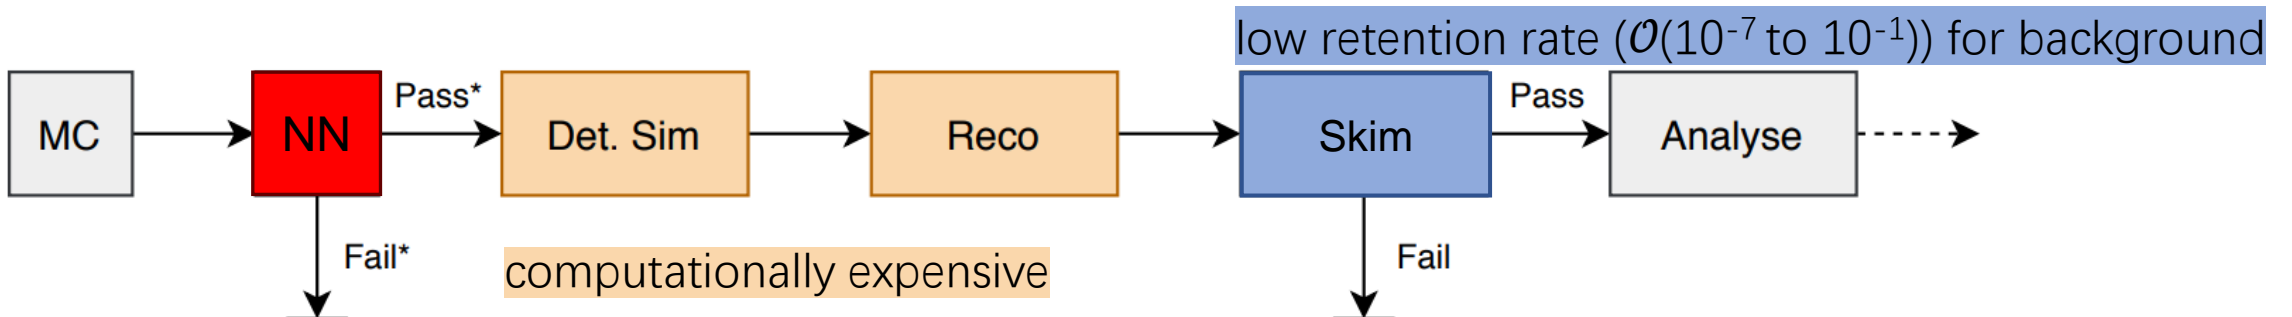 low retention rate (𝒪(10⁻⁷ to 10⁻¹)) for background
MC
NN
Pass*
Det. Sim
Reco
Skim
Pass
Analyse
Fail*
computationally expensive
Fail